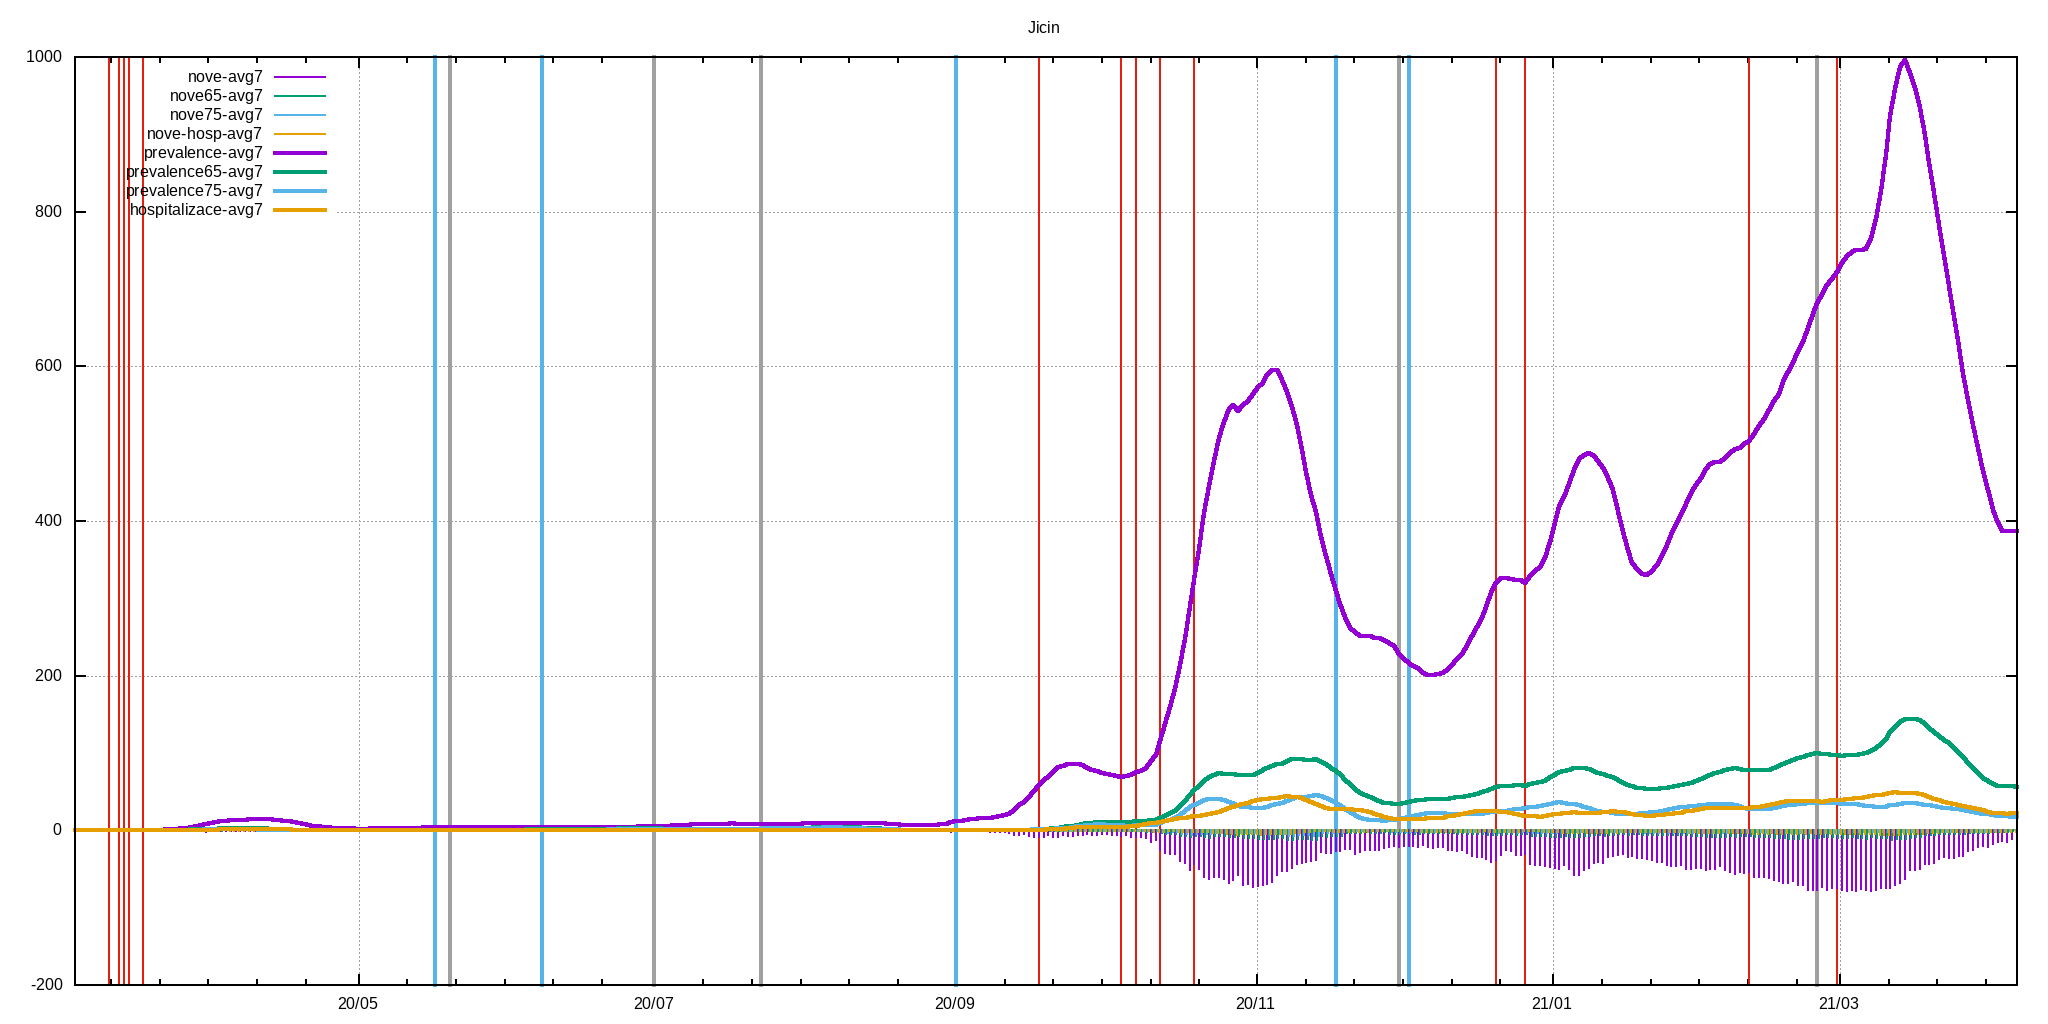 Jicin
1000
800
600
400
200
0
-200
nove-avg7
nove65-avg7
nove75-avg7
nove-hosp-avg7
prevalence-avg7
prevalence65-avg7
prevalence75-avg7
hospitalizace-avg7
20/05 20/07 20/09 20/11 21/01 21/03